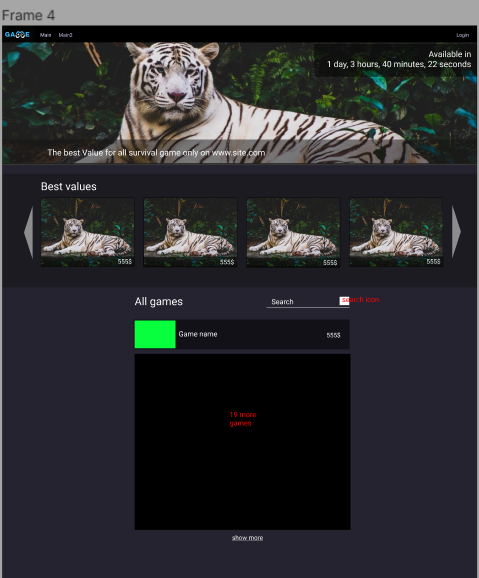 Frame 4
GAME
Main
Main2
Login
Available in
1 day, 3 hours, 40 minutes, 22 seconds
The best Value for all survival game only on www.site.com
Best values
555$
555$
555$
555$
All games
Search
search icon
Game name
555$
19 more
games
show more